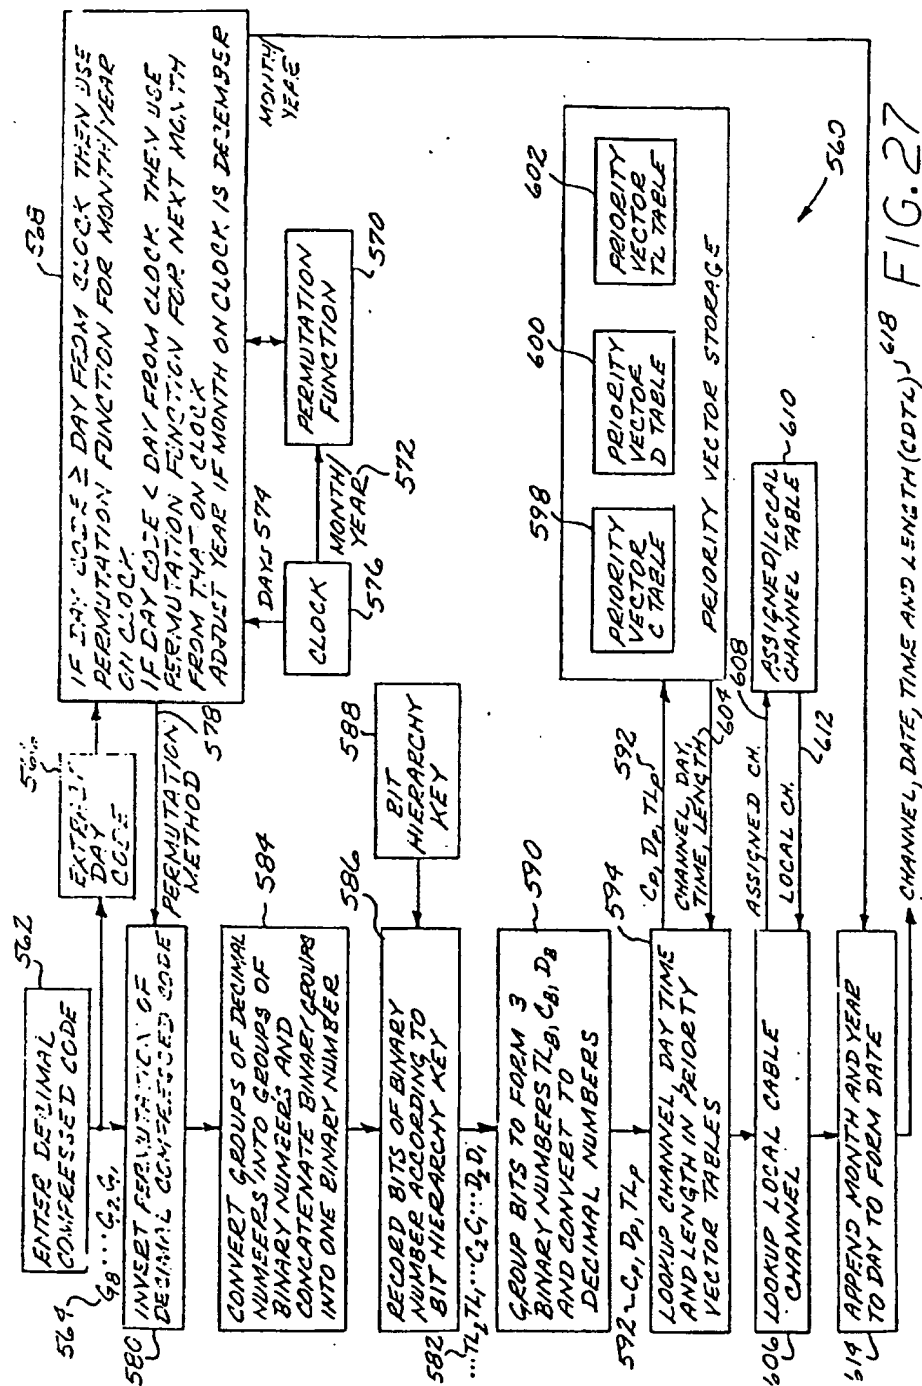 562
ENTER DECIMAL
COMPRESSED CODE
564
G8 ... G2 G1
EXTERNAL
DAY
CODE
568
IF DAY CODE ≥ DAY FROM CLOCK THEN USE
PERMUTATION FUNCTION FOR MONTH/YEAR
ON CLOCK
IF DAY CODE < DAY FROM CLOCK THEN USE
PERMUTATION FUNCTION FOR NEXT MONTH
FROM THAT ON CLOCK
ADJUST YEAR IF MONTH ON CLOCK IS DECEMBER
MONTH/
YEAR
DAYS 574
578
PERMUTATION
METHOD
CLOCK
576
MONTH/
YEAR
572
PERMUTATION
FUNCTION
570
580
INVERT PERMUTATION OF
DECIMAL COMPRESSED CODE
584
CONVERT GROUPS OF DECIMAL
NUMBERS INTO GROUPS OF
BINARY NUMBERS AND
CONCATENATE BINARY GROUPS
INTO ONE BINARY NUMBER
586
588
BIT
HIERARCHY
KEY
RECORD BITS OF BINARY
NUMBER ACCORDING TO
BIT HIERARCHY KEY
582
...TL2 TL1 ...C2 C1 ...D2 D1
590
GROUP BITS TO FORM 3
BINARY NUMBERS TLB, CB, DB
AND CONVERT TO
DECIMAL NUMBERS
592 CP, DP, TLP
594
LOOKUP CHANNEL DAY TIME
AND LENGTH IN PRIORTY
VECTOR TABLES
592
CP, DP, TLP
CHANNEL, DAY,
TIME, LENGTH
604
598
PRIORITY
VECTOR
C TABLE
600
PRIORITY
VECTOR
D TABLE
602
PRIORITY
VECTOR
TL TABLE
PRIORITY VECTOR STORAGE
606
LOOKUP LOCAL CABLE
CHANNEL
ASSIGNED CH.
608
LOCAL CH.
612
ASSIGNED/LOCAL
CHANNEL TABLE
610
614
APPEND MONTH AND YEAR
TO DAY TO FORM DATE
CHANNEL, DATE, TIME AND LENGTH (CDTL)
618
560
FIG. 27